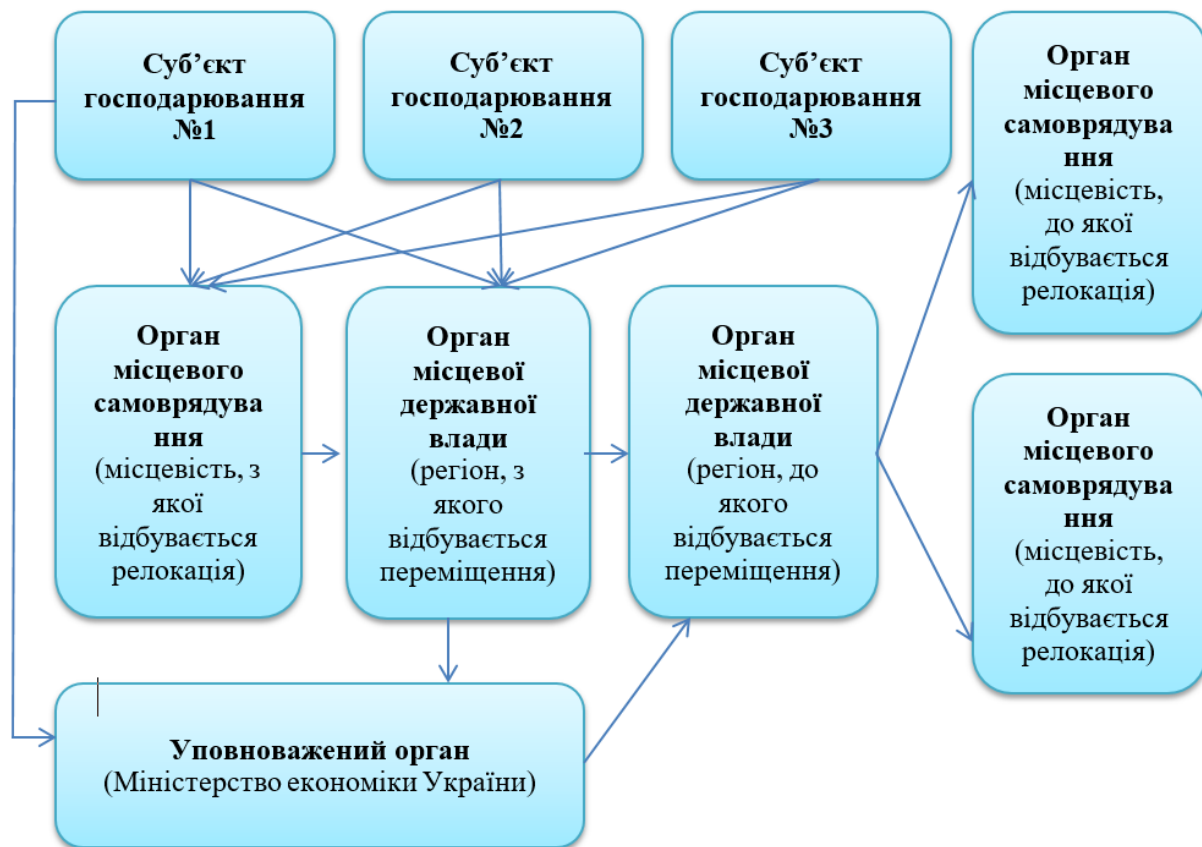 Суб’єкт
господарювання
№1
Суб’єкт
господарювання
№2
Суб’єкт
господарювання
№3
Орган
місцевого
самоврядува
ння
(місцевість,
до якої
відбувається
релокація)
Орган
місцевого
самоврядува
ння
(місцевість, з
якої
відбувається
релокація)
Орган
місцевої
державної
влади
(регіон, з
якого
відбувається
переміщення)
Орган
місцевої
державної
влади
(регіон, до
якого
відбувається
переміщення)
Орган
місцевого
самоврядува
ння
(місцевість,
до якої
відбувається
релокація)
Уповноважений орган
(Міністерство економіки України)